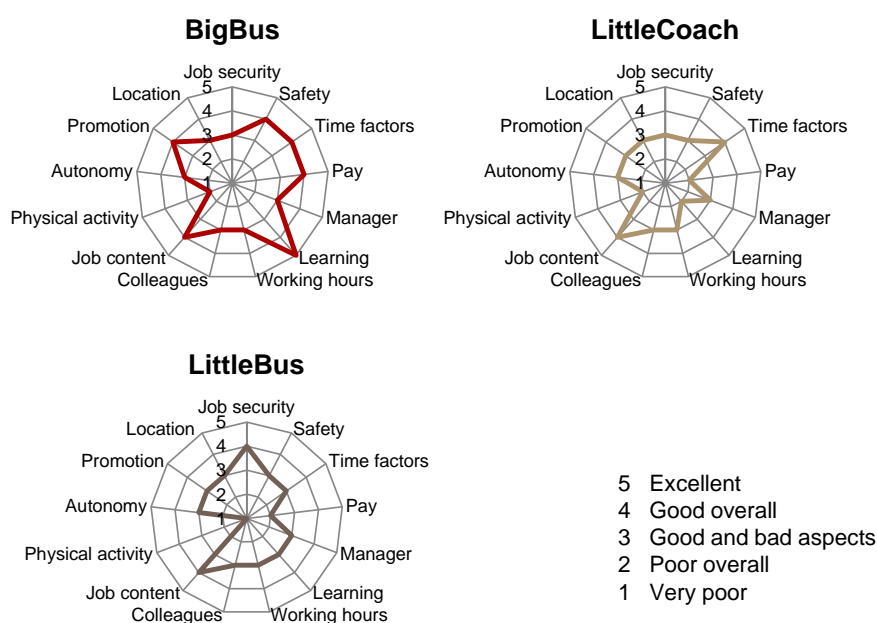 BigBus
Job security
5
4
3
2
1
Safety
Time factors
Pay
Manager
Learning
Working hours
Colleagues
Job content
Physical activity
Autonomy
Promotion
Location
LittleCoach
Job security
5
4
3
2
1
Safety
Time factors
Pay
Manager
Learning
Working hours
Colleagues
Job content
Physical activity
Autonomy
Promotion
Location
LittleBus
Job security
5
4
3
2
1
Safety
Time factors
Pay
Manager
Learning
Working hours
Colleagues
Job content
Physical activity
Autonomy
Promotion
Location
5 Excellent
4 Good overall
3 Good and bad aspects
2 Poor overall
1 Very poor